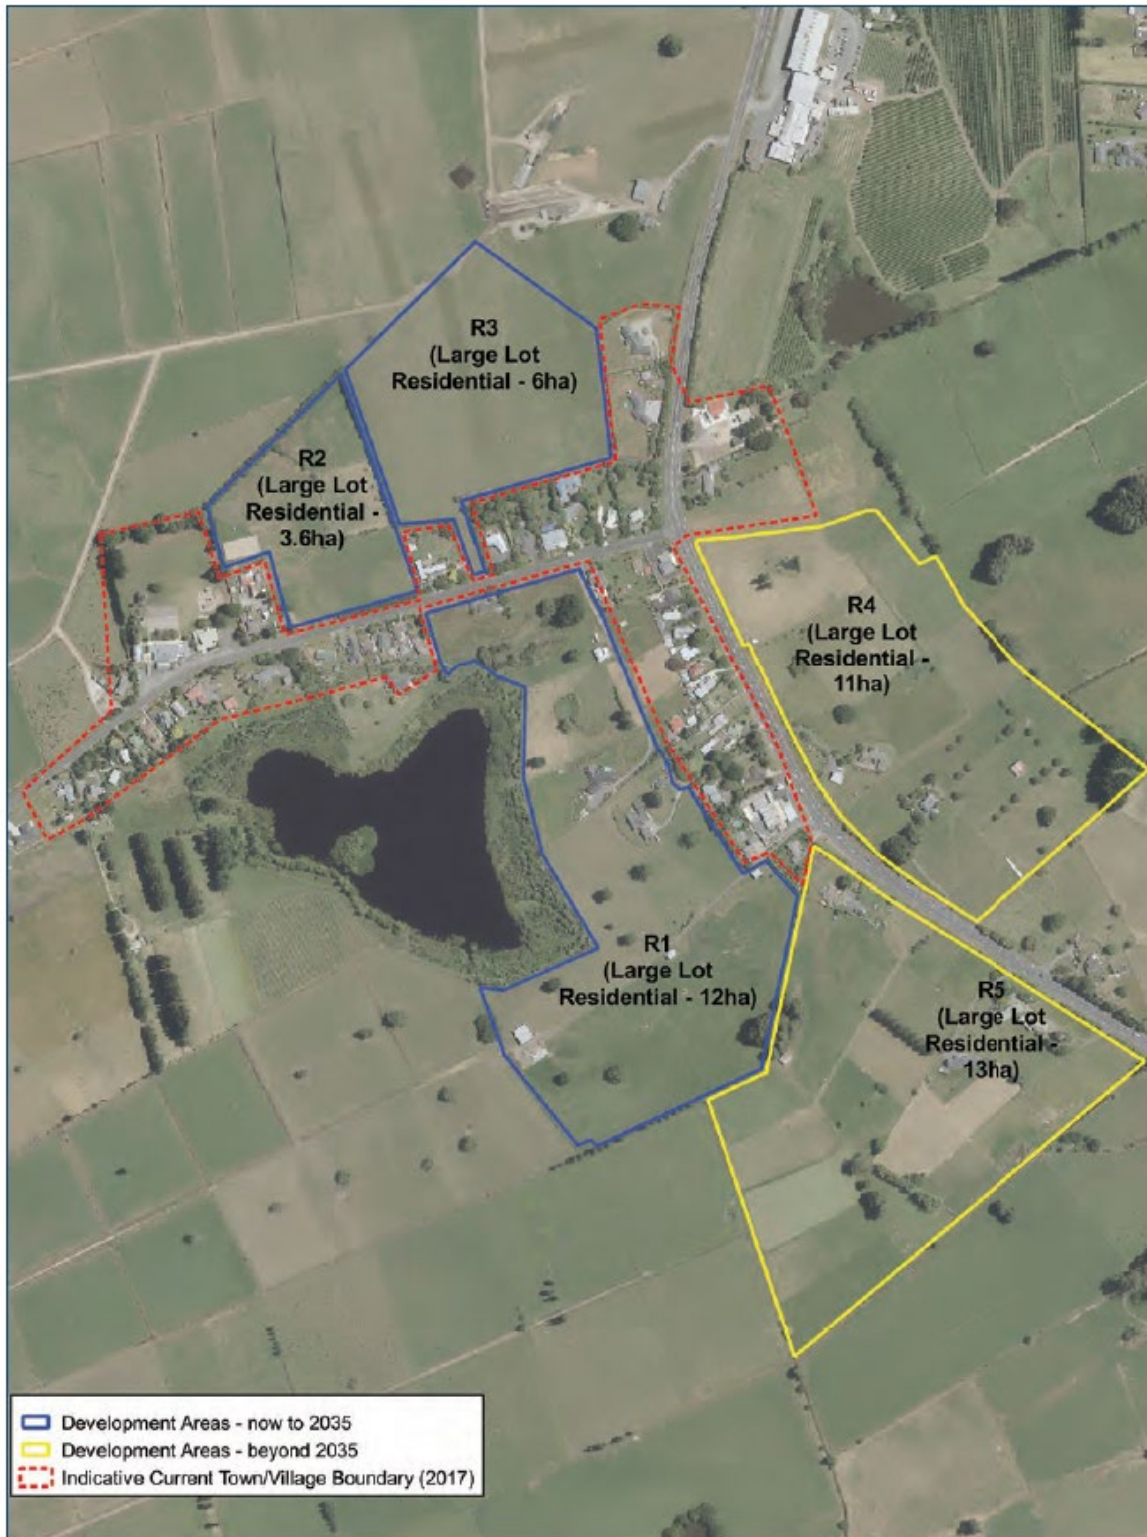 R3
(Large Lot
Residential - 6ha)
R2
(Large Lot
Residential -
3.6ha)
R4
(Large Lot
Residential -
11ha)
R1
(Large Lot
Residential - 12ha)
R5
(Large Lot
Residential -
13ha)
Development Areas - now to 2035
Development Areas - beyond 2035
Indicative Current Town/Village Boundary (2017)